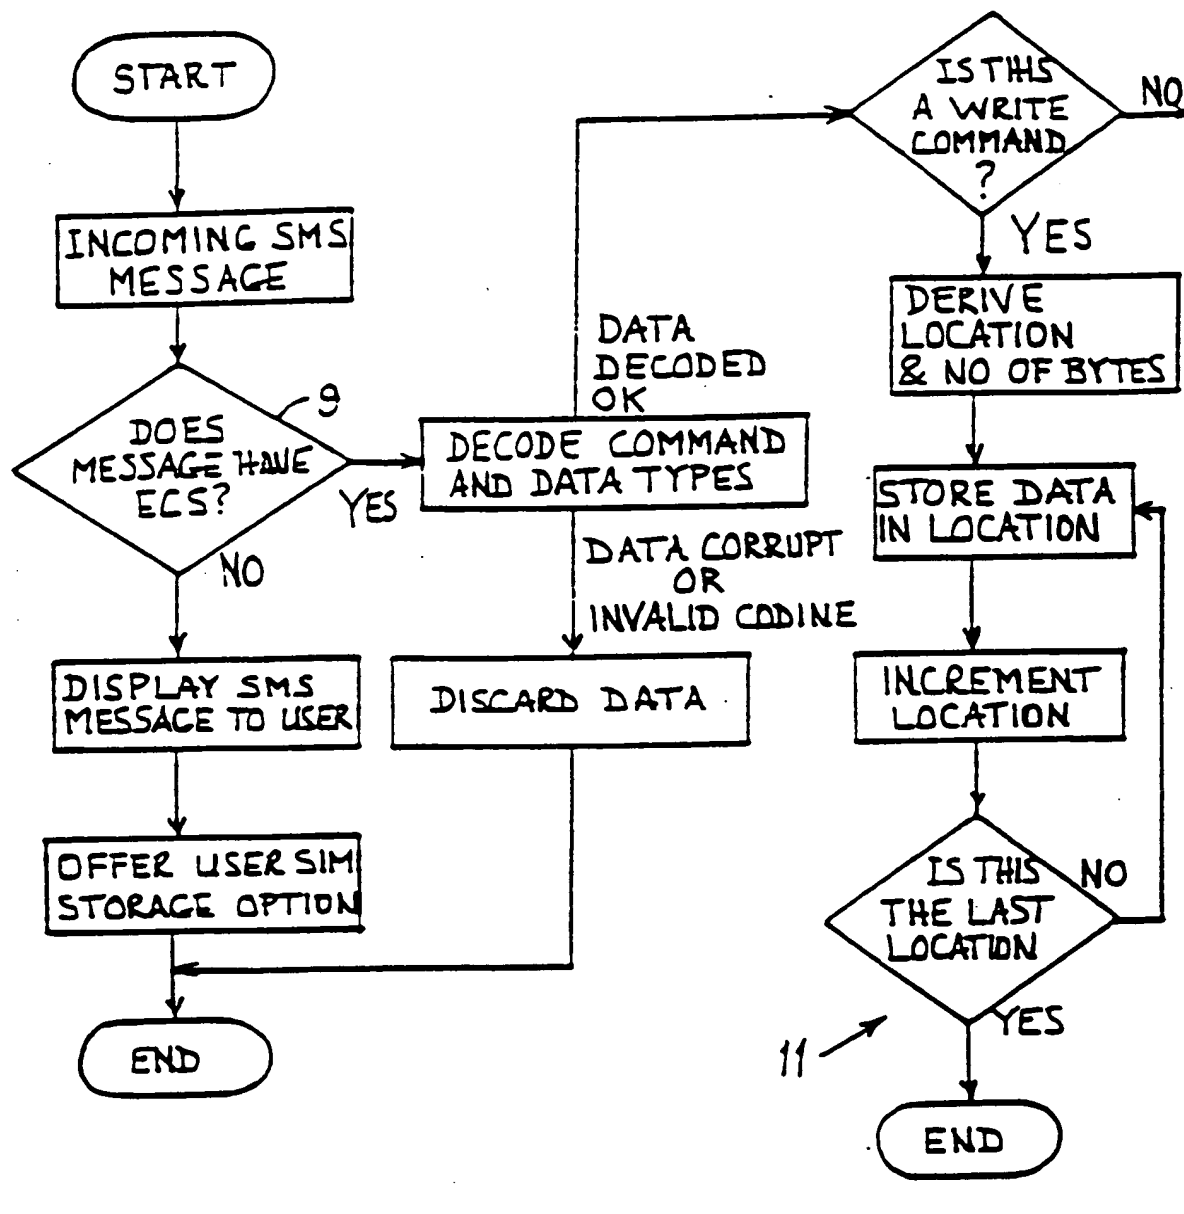 START
INCOMING SMS
MESSAGE
9
DOES
MESSAGE HAVE
ECS?
YES
NO
DISPLAY SMS
MESSAGE TO USER
OFFER USER SIM
STORAGE OPTION
END
DATA
DECODED
OK
DECODE COMMAND
AND DATA TYPES
DATA CORRUPT
OR
INVALID CODINE
DISCARD DATA
IS THIS
A WRITE
COMMAND
?
NO
YES
DERIVE
LOCATION
& NO OF BYTES
STORE DATA
IN LOCATION
INCREMENT
LOCATION
IS THIS
THE LAST
LOCATION
NO
YES
11
END